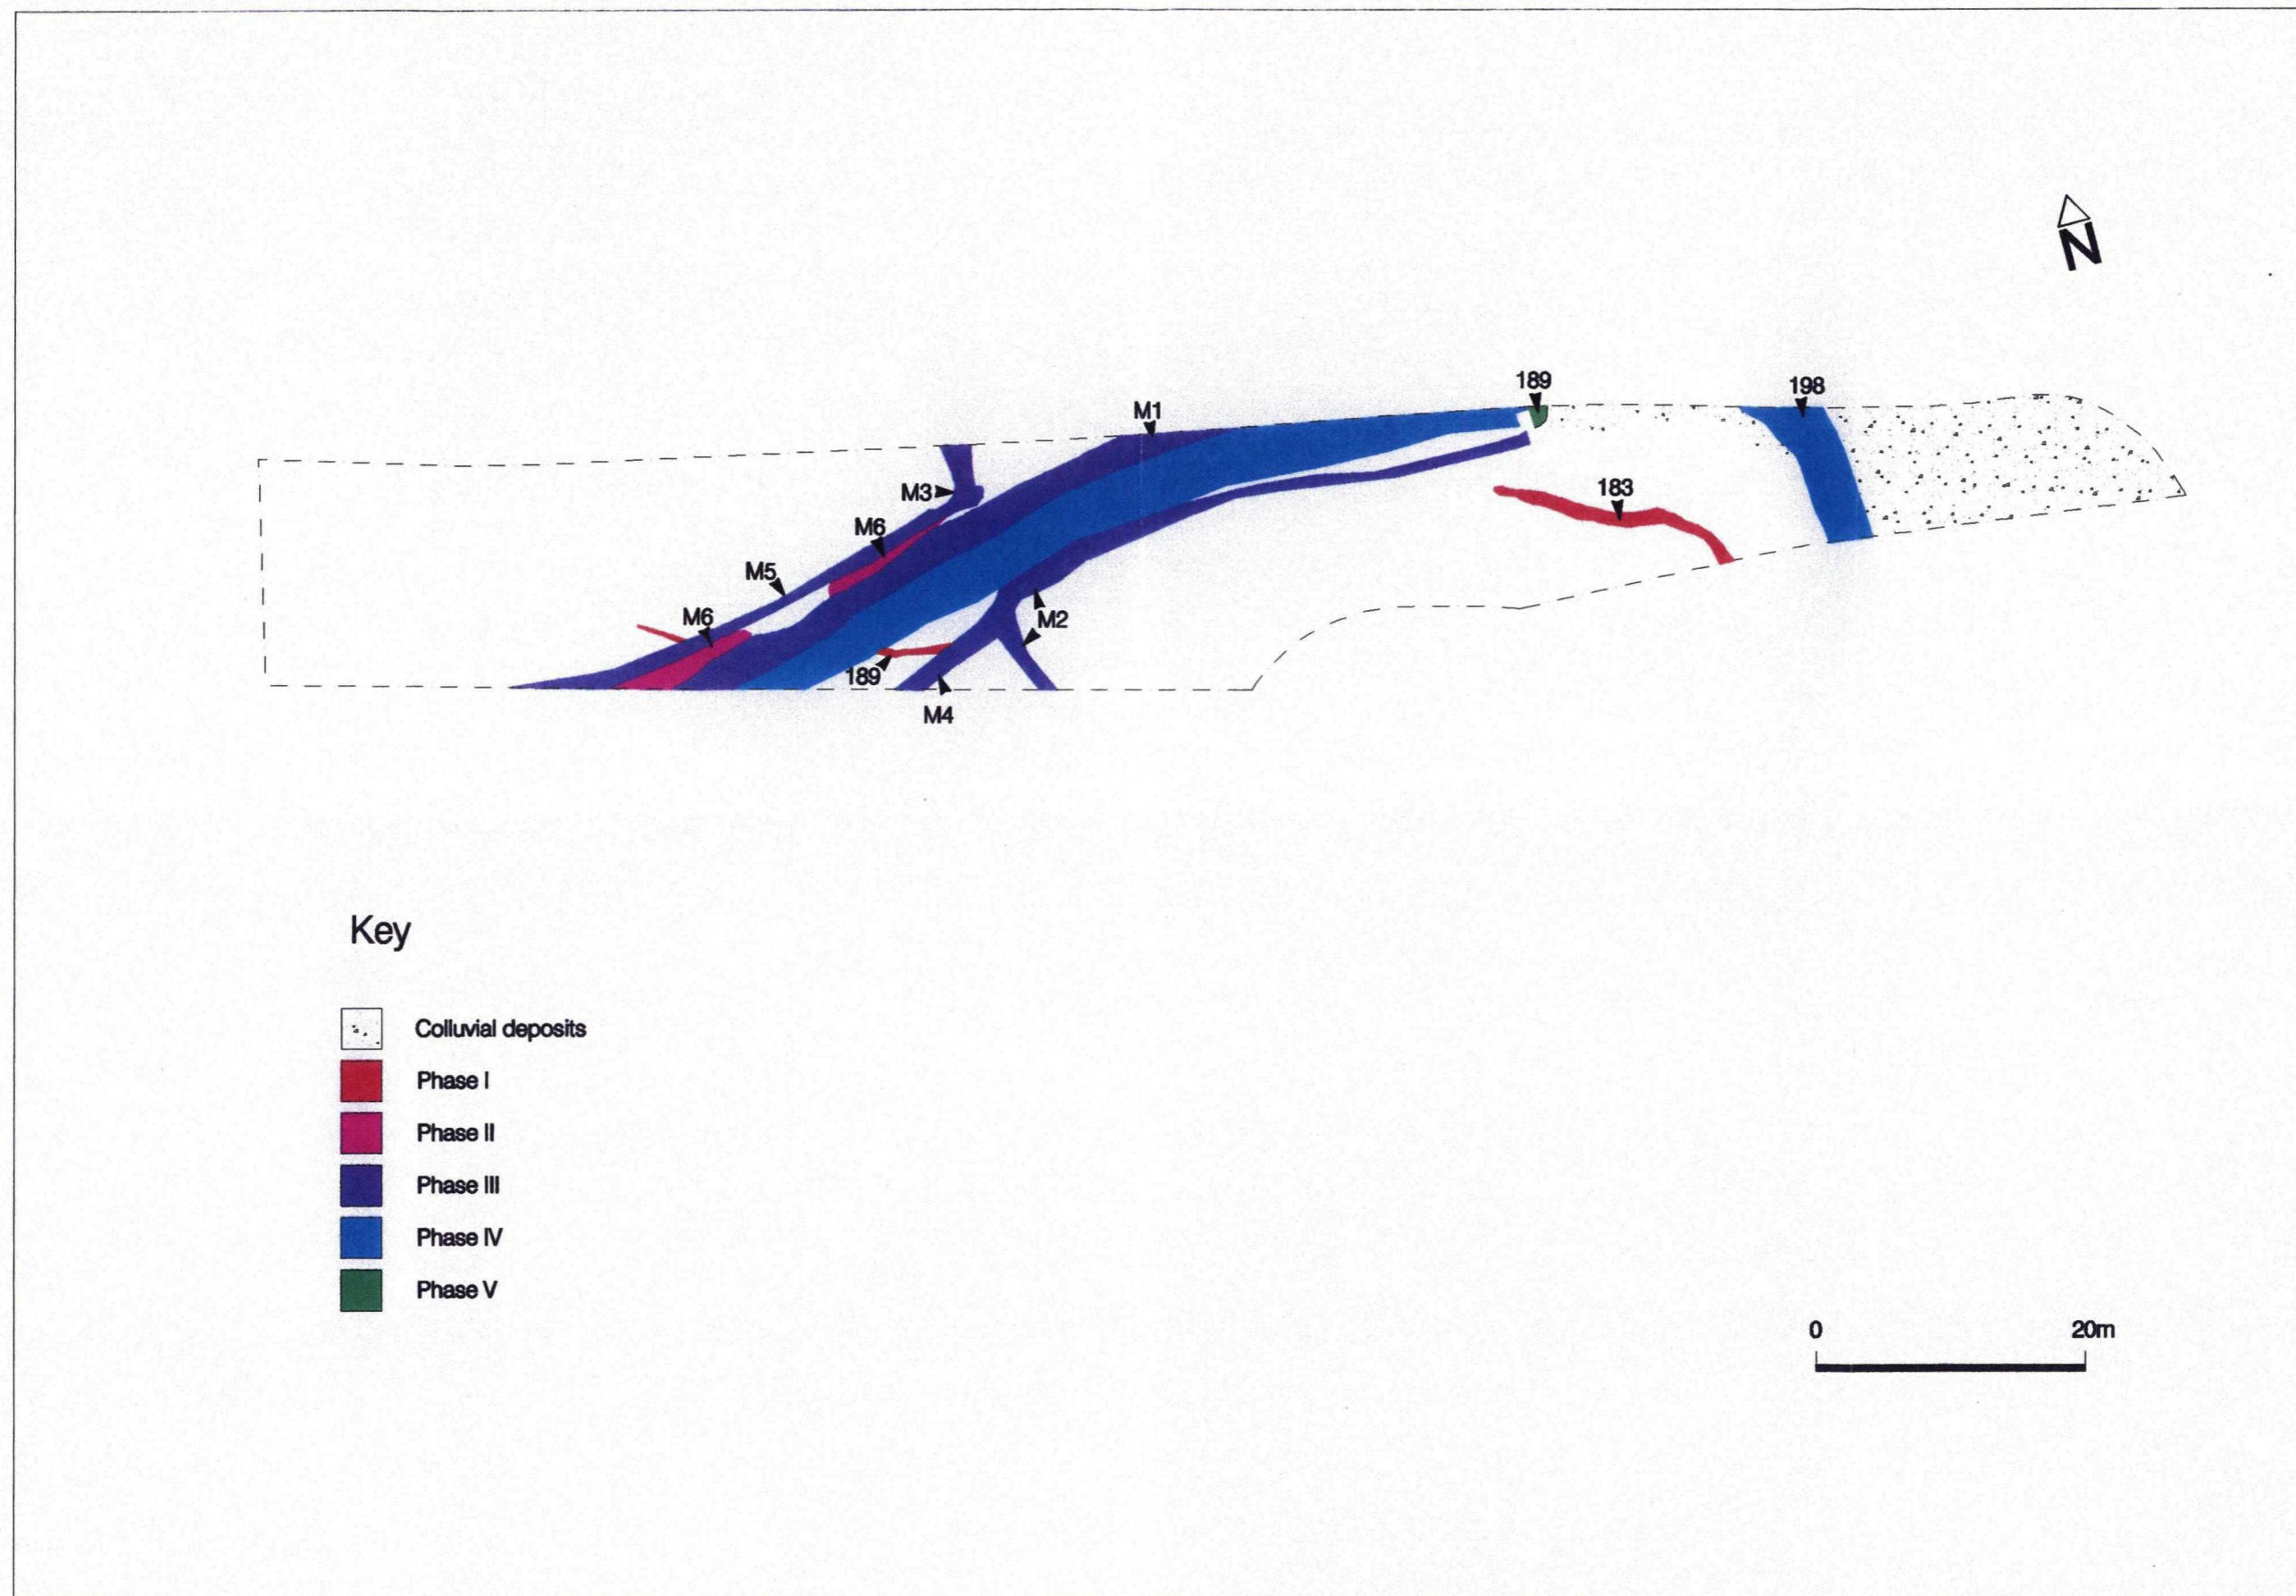 N
189
198
M1
M3
183
M6
M5
M6
M2
189
M4
Key
Colluvial deposits
Phase I
Phase II
Phase III
Phase IV
Phase V
0 20m